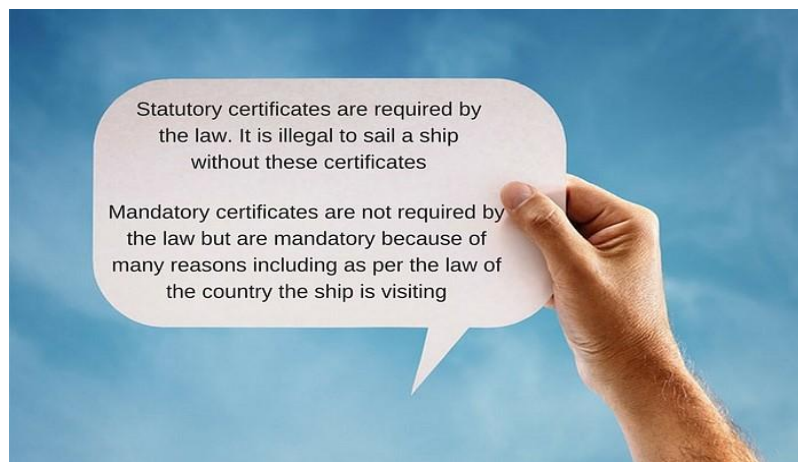 Statutory certificates are required by
the law. It is illegal to sail a ship
without these certificates
Mandatory certificates are not required by
the law but are mandatory because of
many reasons including as per the law of
the country the ship is visiting